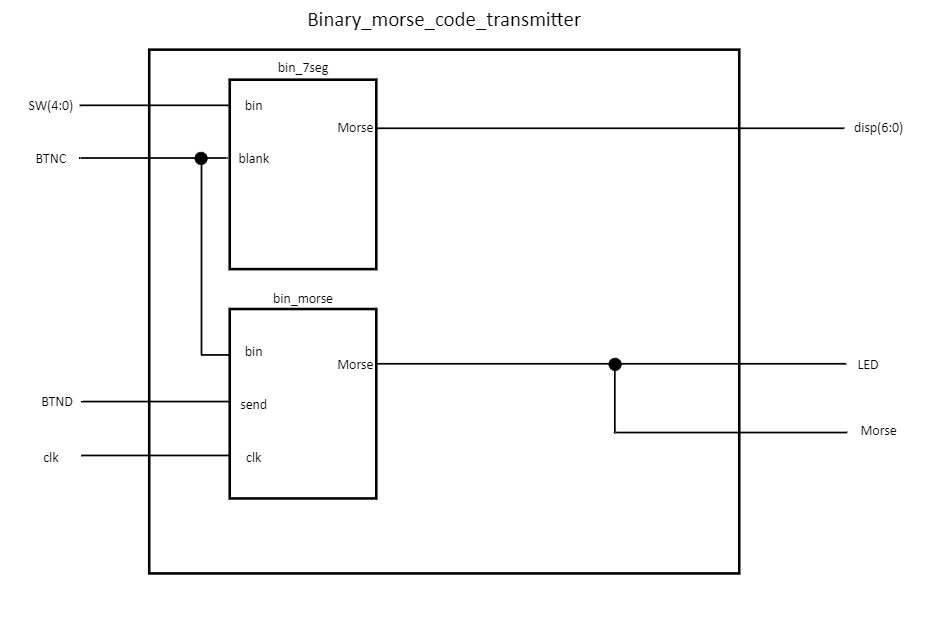 Binary_morse_code_transmitter
bin_7seg
SW(4:0)
bin
Morse
disp(6:0)
BTNC
blank
bin_morse
bin
Morse
LED
BTND
send
Morse
clk
clk